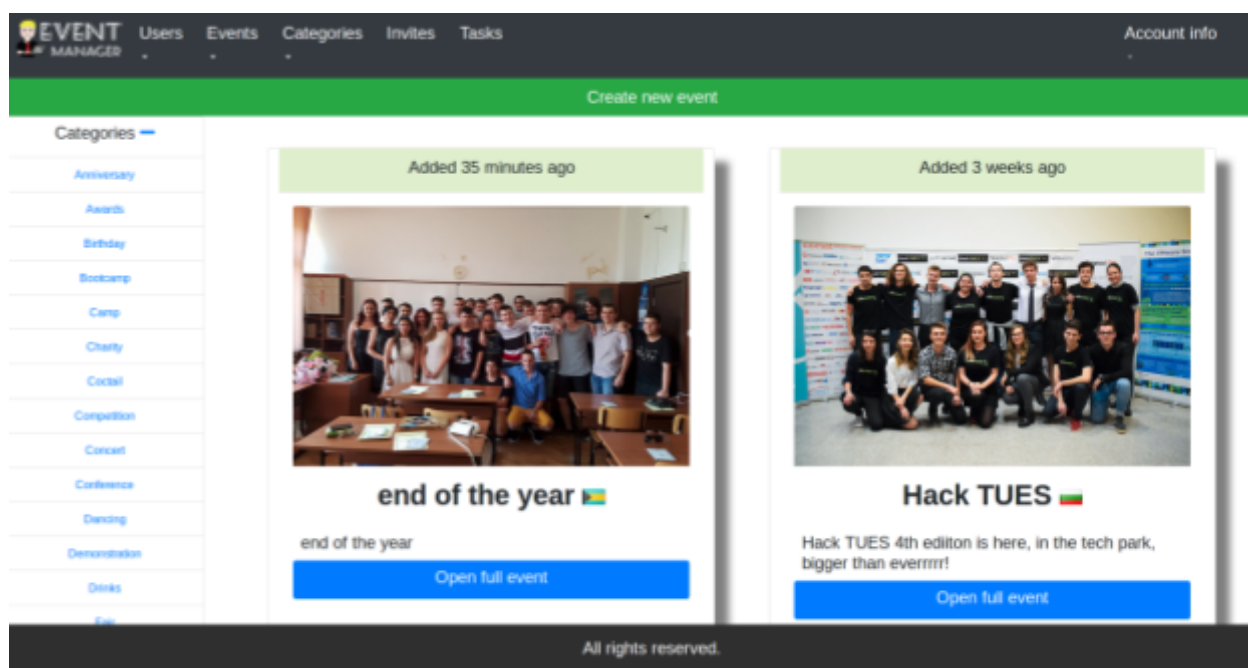 EVENT
MANAGER
Users
Events
Categories
Invites
Tasks
Account info
Create new event
Categories
Anniversary
Awards
Birthday
Bootcamp
Camp
Charity
Coctail
Competition
Concert
Conference
Dancing
Demonstration
Drinks
Fair
Added 35 minutes ago
end of the year
end of the year
Open full event
Added 3 weeks ago
Hack TUES
Hack TUES 4th ediiton is here, in the tech park,
bigger than everrrrr!
Open full event
All rights reserved.